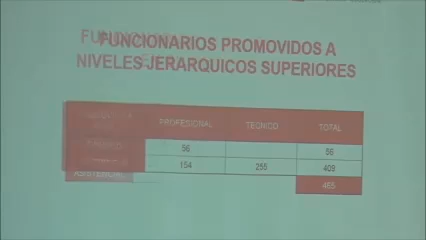 FUNCIONARIOS PROMOVIDOS A
NIVELES JERARQUICOS SUPERIORES
PROFESIONAL TECNICO TOTAL
56 56
154 255 409
465